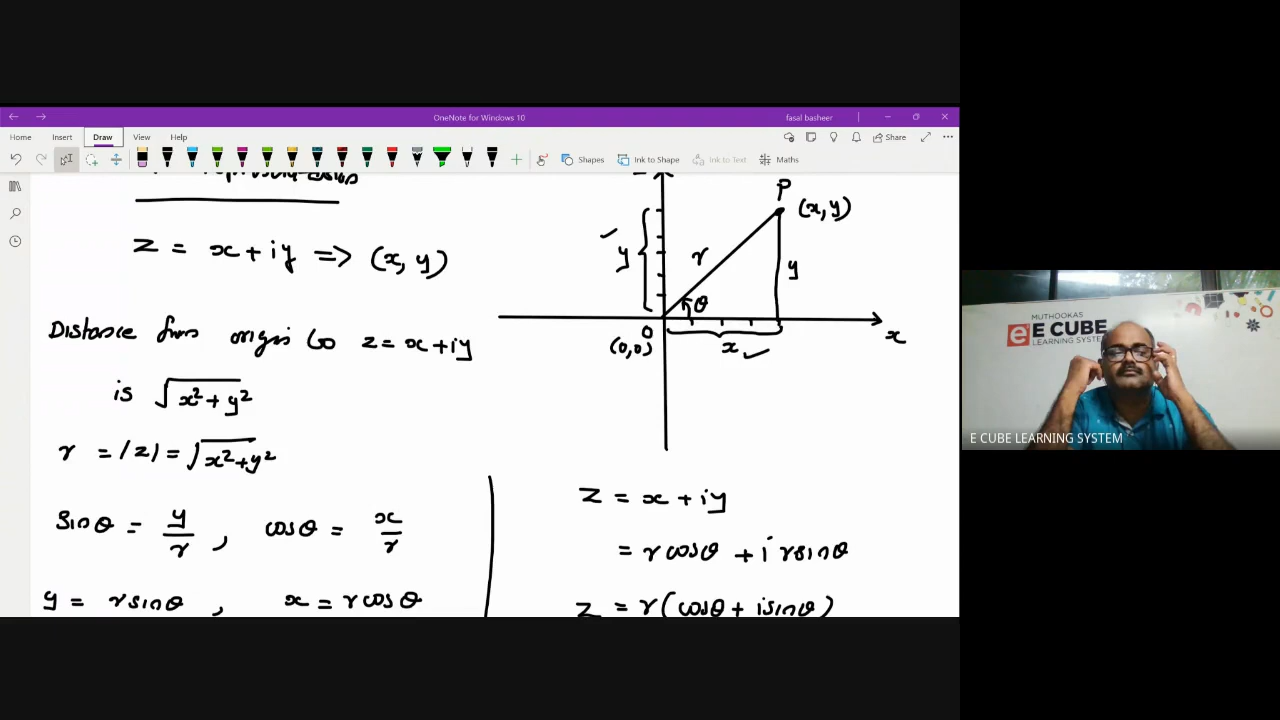 OneNote for Windows 10
fasal basheer
Home Insert Draw View Help
Share
Shapes Ink to Shape Ink to Text Maths
z = x + iy => (x, y)
Distance from origin to z = x + iy
is √x² + y²
r = |z| = √x² + y²
sinθ = y/r , cosθ = x/r
y = r sinθ , x = r cosθ
P
(x, y)
y
r
y
θ
O
(0,0)
x
x
z = x + iy
= r cosθ + i r sinθ
z = r(cosθ + i sinθ)
MUTHOOKAS
e E CUBE
LEARNING SYSTEM
E CUBE LEARNING SYSTEM